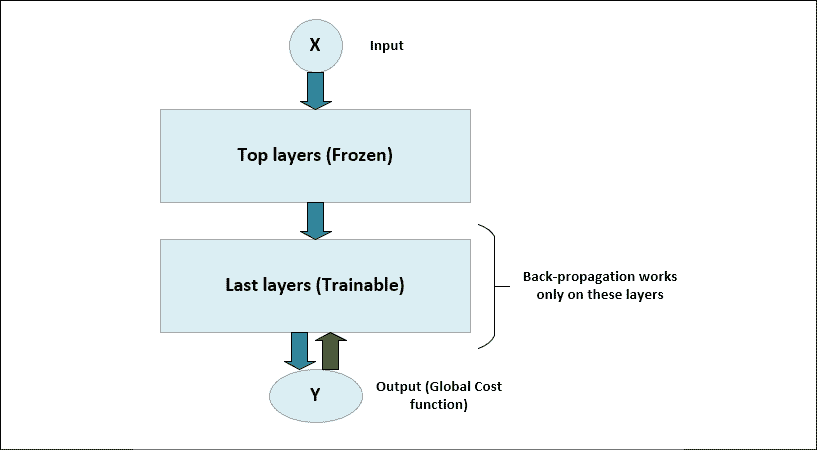 X
Input
Top layers (Frozen)
Last layers (Trainable)
Back-propagation works
only on these layers
Y
Output (Global Cost
function)